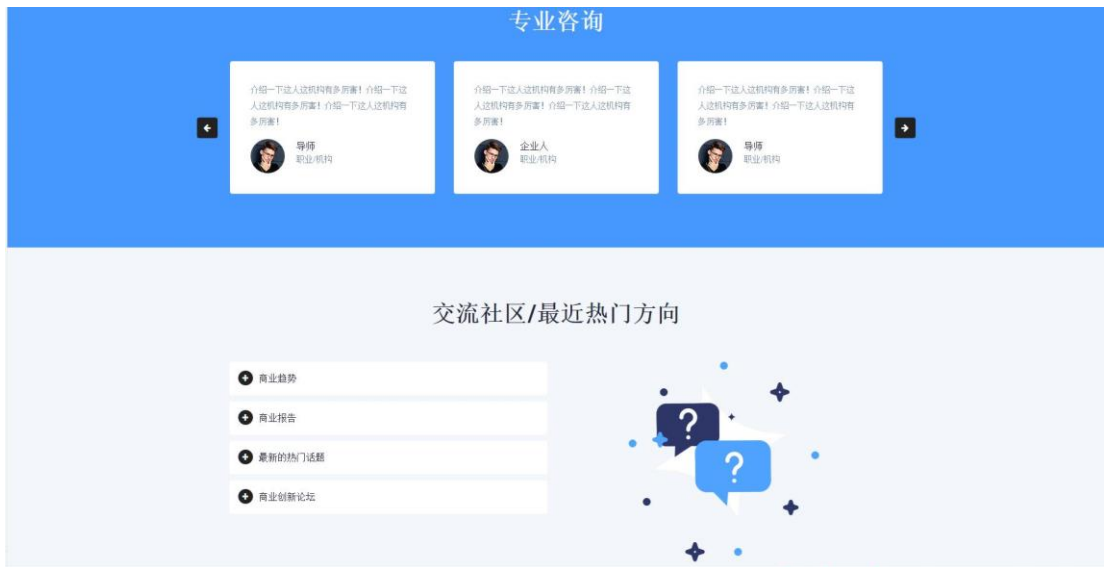 专业咨询
介绍一下这人这机构有多厉害！介绍一下这
人这机构有多厉害！介绍一下这人这机构有
多厉害！
导师
职业/机构
介绍一下这人这机构有多厉害！介绍一下这
人这机构有多厉害！介绍一下这人这机构有
多厉害！
企业人
职业/机构
介绍一下这人这机构有多厉害！介绍一下这
人这机构有多厉害！介绍一下这人这机构有
多厉害！
导师
职业/机构
交流社区/最近热门方向
商业趋势
商业报告
最新的热门话题
商业创新论坛
?
?